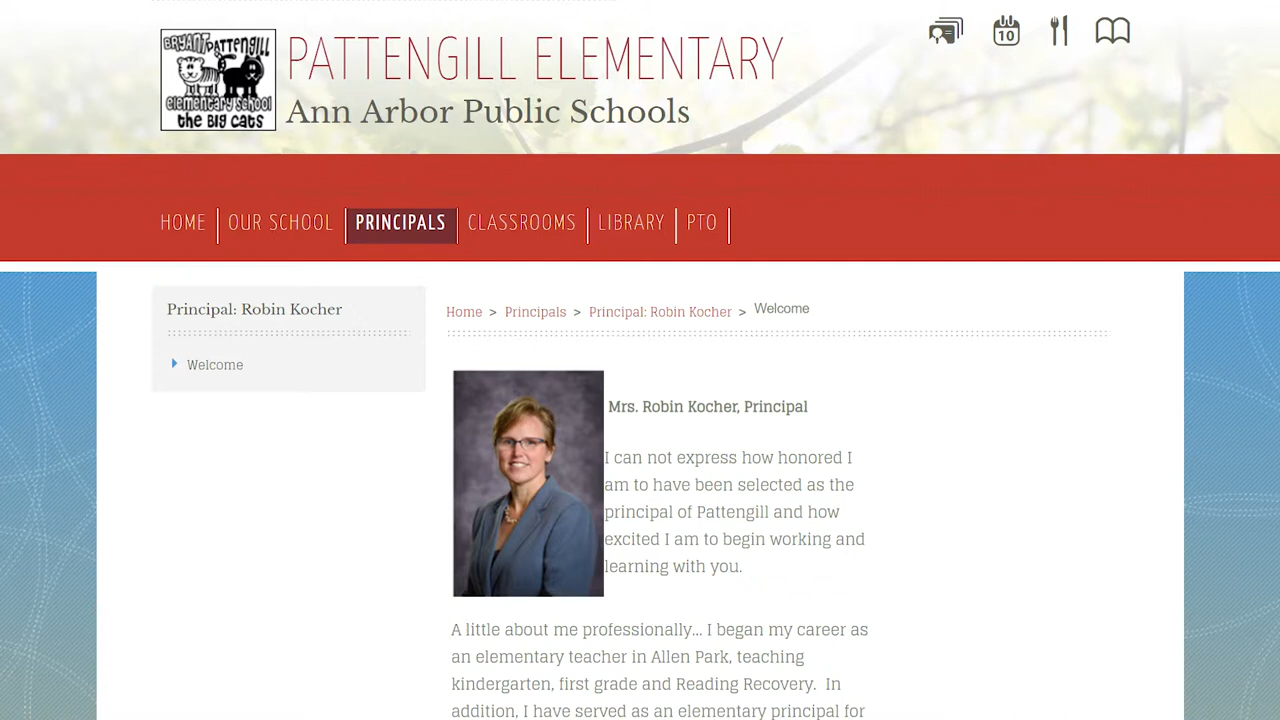 BRYANT PATTENGILL
elementary school
the BIG CATS
PATTENGILL ELEMENTARY
Ann Arbor Public Schools
10
HOME OUR SCHOOL PRINCIPALS CLASSROOMS LIBRARY PTO
Principal: Robin Kocher
Welcome
Home > Principals > Principal: Robin Kocher > Welcome
Mrs. Robin Kocher, Principal
I can not express how honored I
am to have been selected as the
principal of Pattengill and how
excited I am to begin working and
learning with you.
A little about me professionally... I began my career as
an elementary teacher in Allen Park, teaching
kindergarten, first grade and Reading Recovery. In
addition, I have served as an elementary principal for